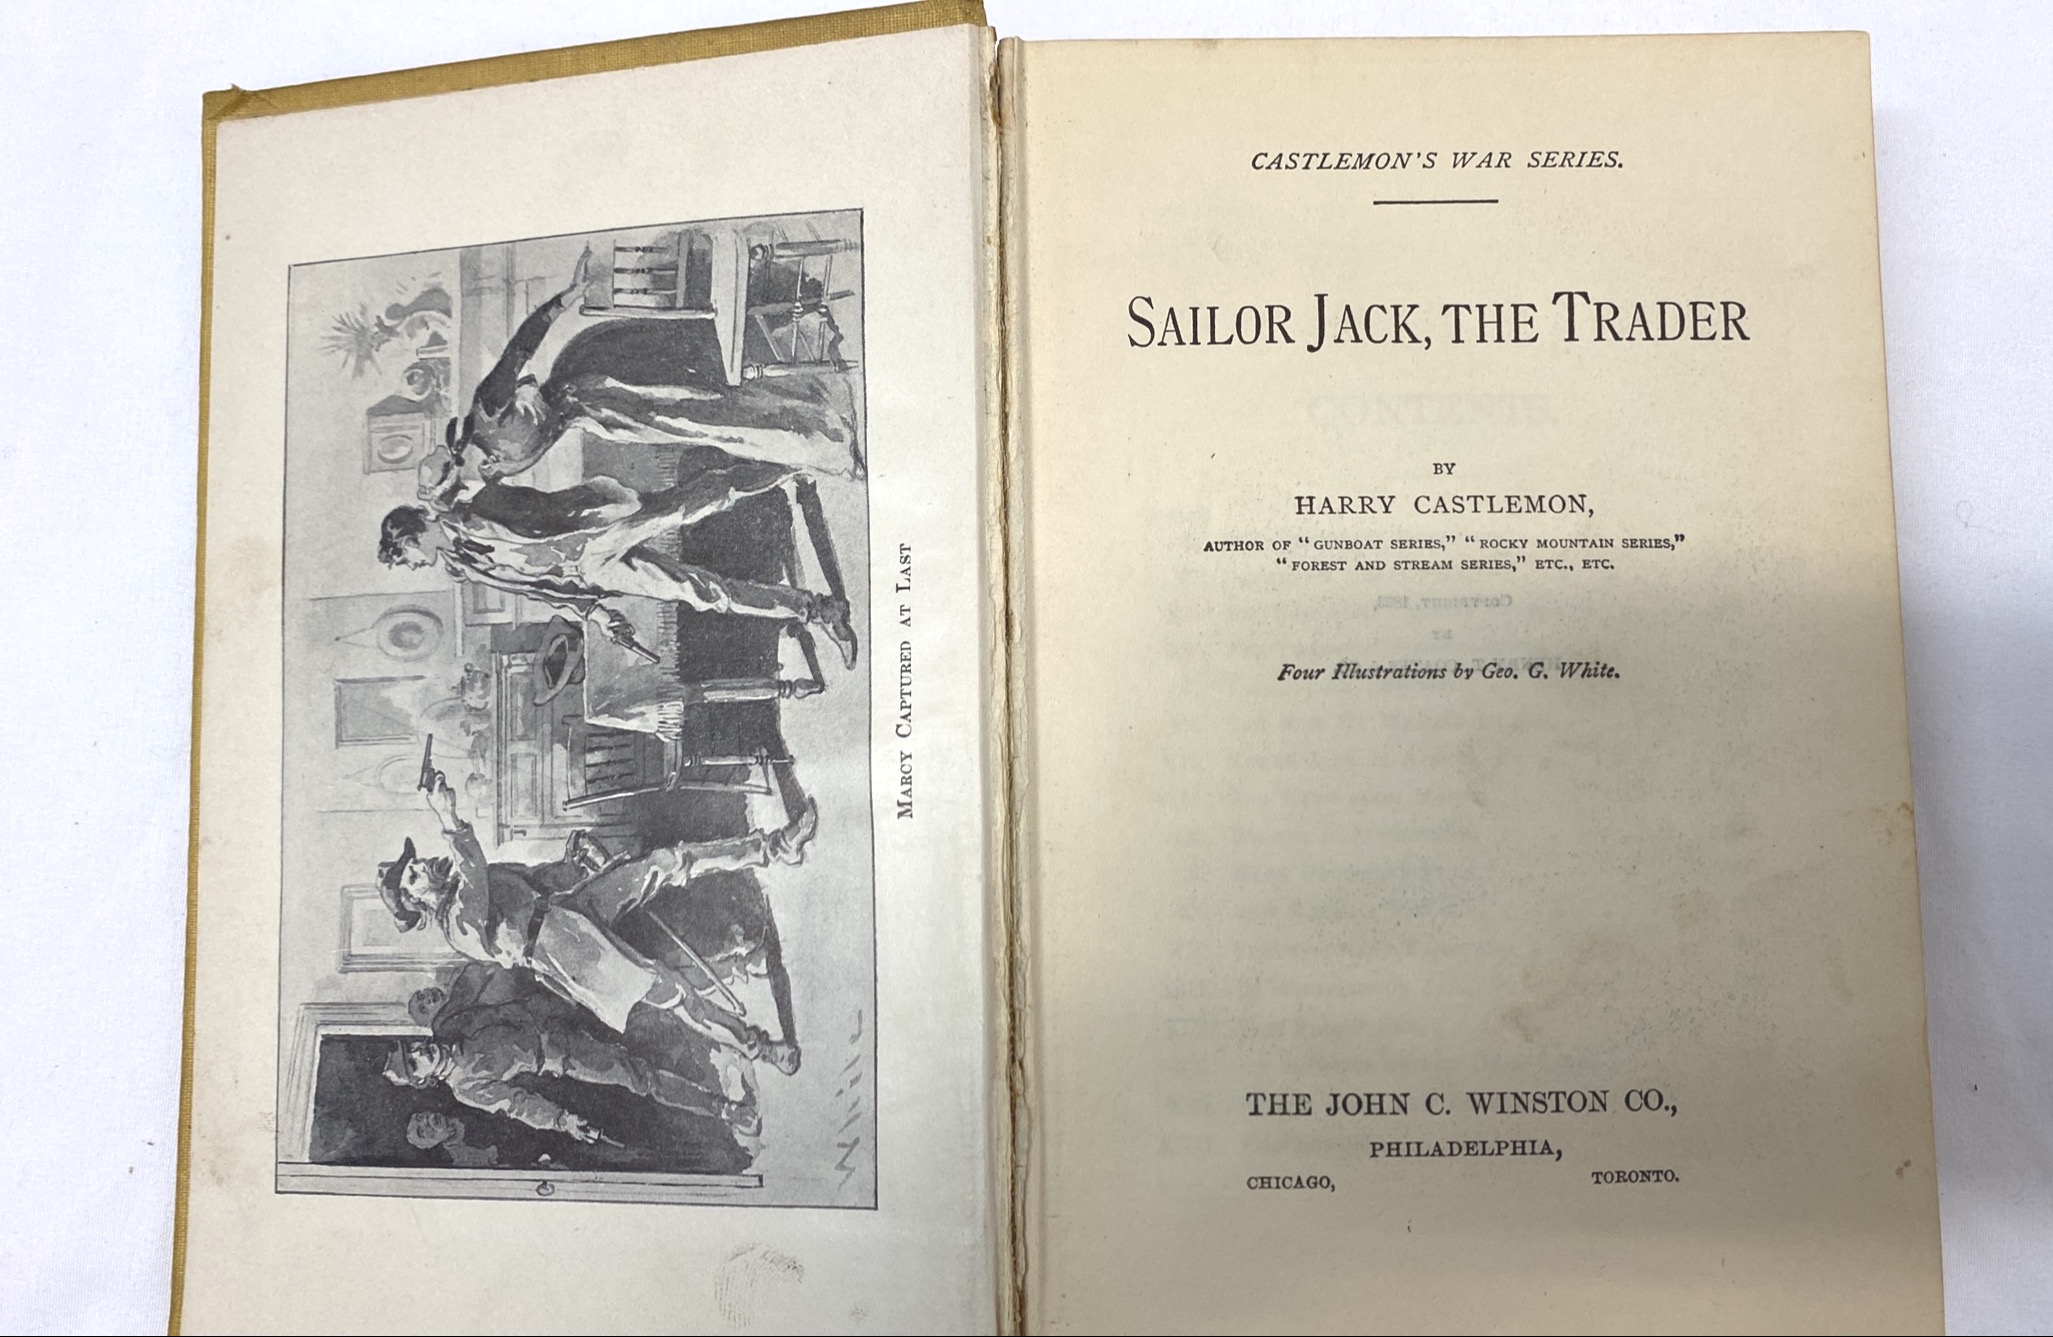 MARCY CAPTURED AT LAST
White
CASTLEMON'S WAR SERIES.
SAILOR JACK, THE TRADER
BY
HARRY CASTLEMON,
AUTHOR OF "GUNBOAT SERIES," "ROCKY MOUNTAIN SERIES,"
"FOREST AND STREAM SERIES," ETC., ETC.
Four Illustrations by Geo. G. White.
THE JOHN C. WINSTON CO.,
PHILADELPHIA,
CHICAGO, TORONTO.